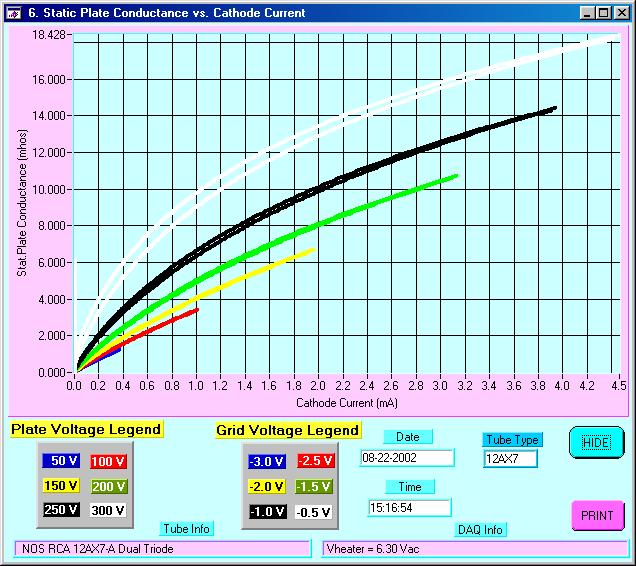 6. Static Plate Conductance vs. Cathode Current
Stat.Plate Conductance (mhos)
18.428
16.000
14.000
12.000
10.000
8.000
6.000
4.000
2.000
0.000
0.0 0.2 0.4 0.6 0.8 1.0 1.2 1.4 1.6 1.8 2.0 2.2 2.4 2.6 2.8 3.0 3.2 3.4 3.6 3.8 4.0 4.2 4.5
Cathode Current (mA)
Plate Voltage Legend
50 V 100 V
150 V 200 V
250 V 300 V
Grid Voltage Legend
-3.0 V -2.5 V
-2.0 V -1.5 V
-1.0 V -0.5 V
Date
08-22-2002
Time
15:16:54
Tube Type
12AX7
HIDE
PRINT
Tube Info
NOS RCA 12AX7-A Dual Triode
DAQ Info
Vheater = 6.30 Vac